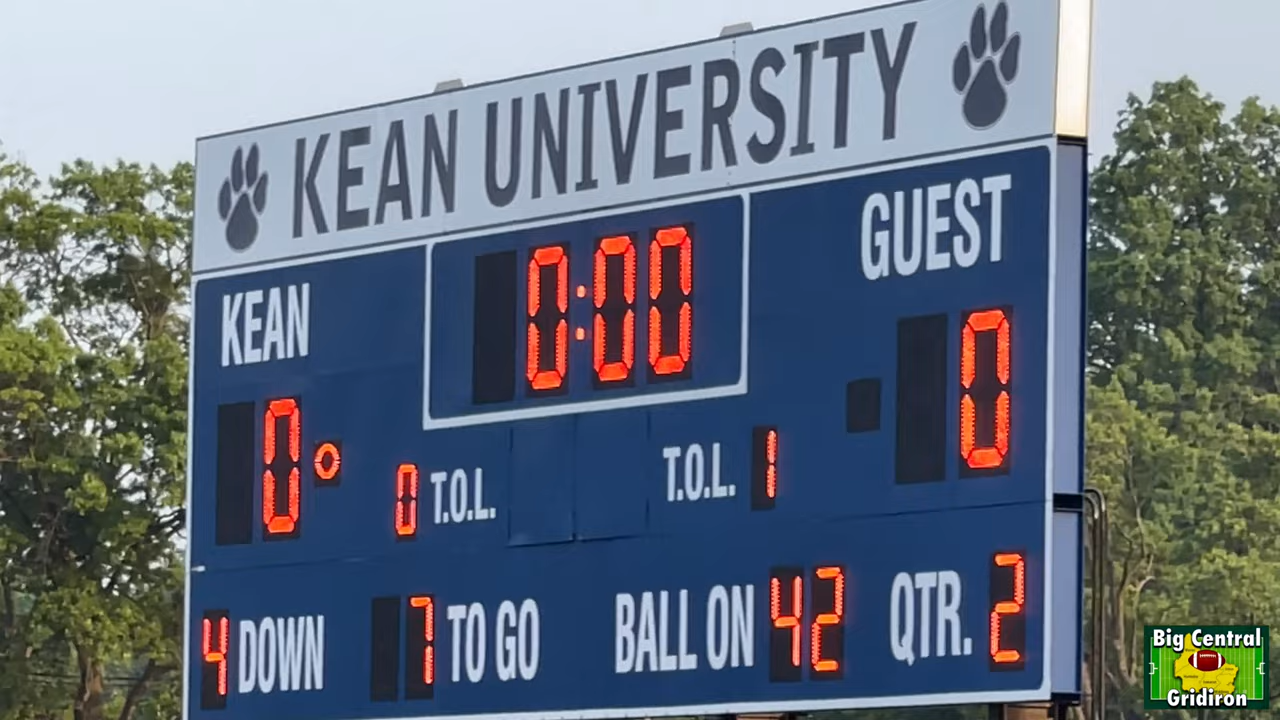 KEAN UNIVERSITY
KEAN
0:00
GUEST
0
0 T.O.L.
T.O.L. 1
0
4 DOWN
7 TO GO
BALL ON 42
QTR. 2
Big Central
Gridiron